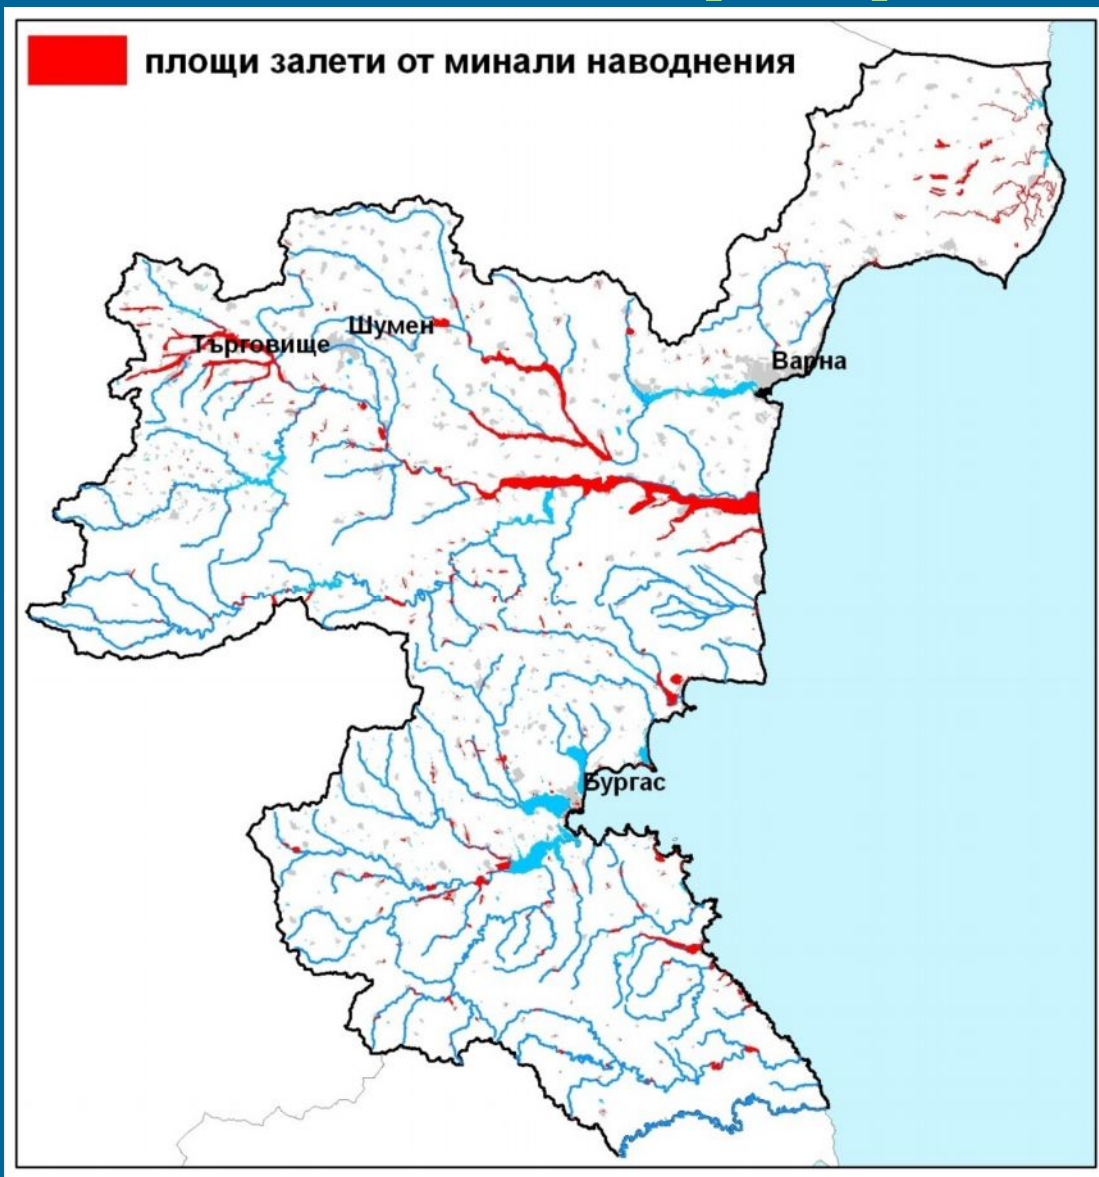 площи залети от минали наводнения
Шумен
Търговище
Варна
Бургас